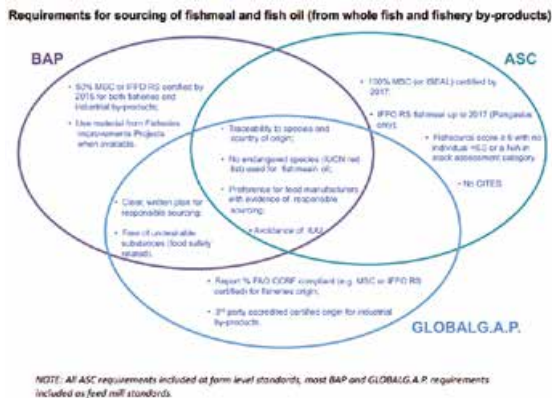 Requirements for sourcing of fishmeal and fish oil (from whole fish and fishery by-products)
BAP
ASC
• 50% MSC or IFFO RS certified by
2015 for both fisheries and
industrial by-products;
• Use material from Fisheries
Improvements Projects
when available.
• 100% MSC (or ISEAL) certified by
2017;
• IFFO RS fishmeal up to 2017 (Pangasius
only).
• Fishsource score ≥ 6 with no
individual <6.0 or a N/A in
stock assessment category.
• No CITES
• Traceability to species and
country of origin;
• No endangered species (IUCN red
list) used for fishmeal oil;
• Preference for feed manufacturers
with evidence of responsible
sourcing;
• Avoidance of IUU
• Clear, written plan for
responsible sourcing;
• Free of undesirable
substances (food safety
related).
• Report % FAO CCRF compliant (e.g. MSC or IFFO RS
certified) for fisheries origin;
• 3rd party accredited certified origin for industrial
by-products.
GLOBALG.A.P.
NOTE: All ASC requirements included at farm level standards, most BAP and GLOBALG.A.P. requirements
included as feed mill standards.